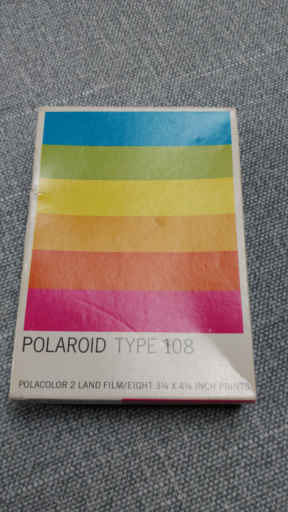 POLAROID TYPE 108
POLACOLOR 2 LAND FILM/EIGHT 3¼ X 4¼ INCH PRINTS